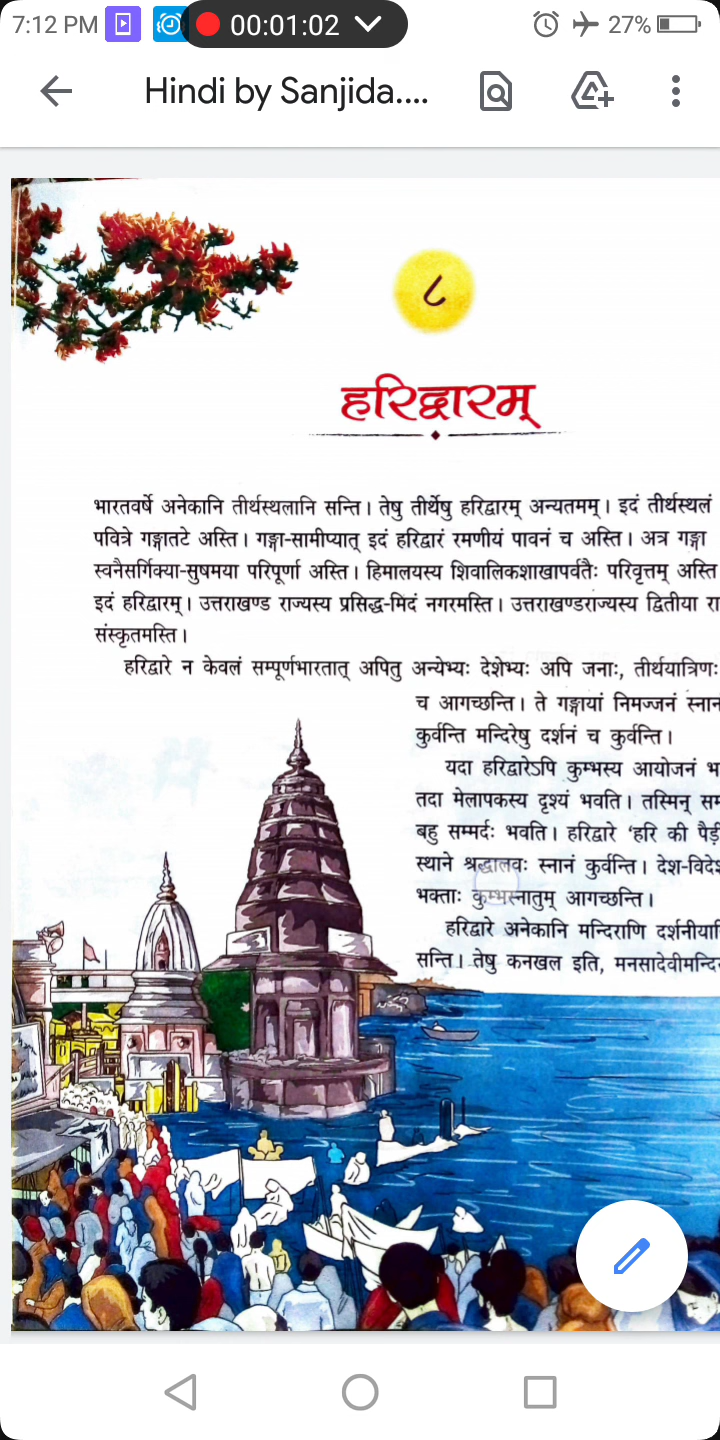 7:12 PM
00:01:02
27%
Hindi by Sanjida....
८
हरिद्वारम्
भारतवर्षे अनेकानि तीर्थस्थलानि सन्ति। तेषु तीर्थेषु हरिद्वारम् अन्यतमम्। इदं तीर्थस्थलं
पवित्रे गङ्गातटे अस्ति। गङ्गा-सामीप्यात् इदं हरिद्वारं रमणीयं पावनं च अस्ति। अत्र गङ्गा
स्वनैसर्गिक्या-सुषमया परिपूर्णा अस्ति। हिमालयस्य शिवालिकशाखापर्वतैः परिवृत्तम् अस्ति
इदं हरिद्वारम्। उत्तराखण्ड राज्यस्य प्रसिद्ध-मिदं नगरमस्ति। उत्तराखण्डराज्यस्य द्वितीया रा
संस्कृतमस्ति।
हरिद्वारे न केवलं सम्पूर्णभारतात् अपितु अन्येभ्यः देशेभ्यः अपि जनाः, तीर्थयात्रिणः
च आगच्छन्ति। ते गङ्गायां निमज्जनं स्नान
कुर्वन्ति मन्दिरेषु दर्शनं च कुर्वन्ति।
यदा हरिद्वारेऽपि कुम्भस्य आयोजनं भ
तदा मेलापकस्य दृश्यं भवति। तस्मिन् सम
बहु सम्मर्दः भवति। हरिद्वारे 'हरि की पैड़ी
स्थाने श्रद्धालवः स्नानं कुर्वन्ति। देश-विदेश
भक्ताः कुम्भस्नातुम् आगच्छन्ति।
हरिद्वारे अनेकानि मन्दिराणि दर्शनीया
सन्ति। तेषु कनखल इति, मनसादेवीमन्दि